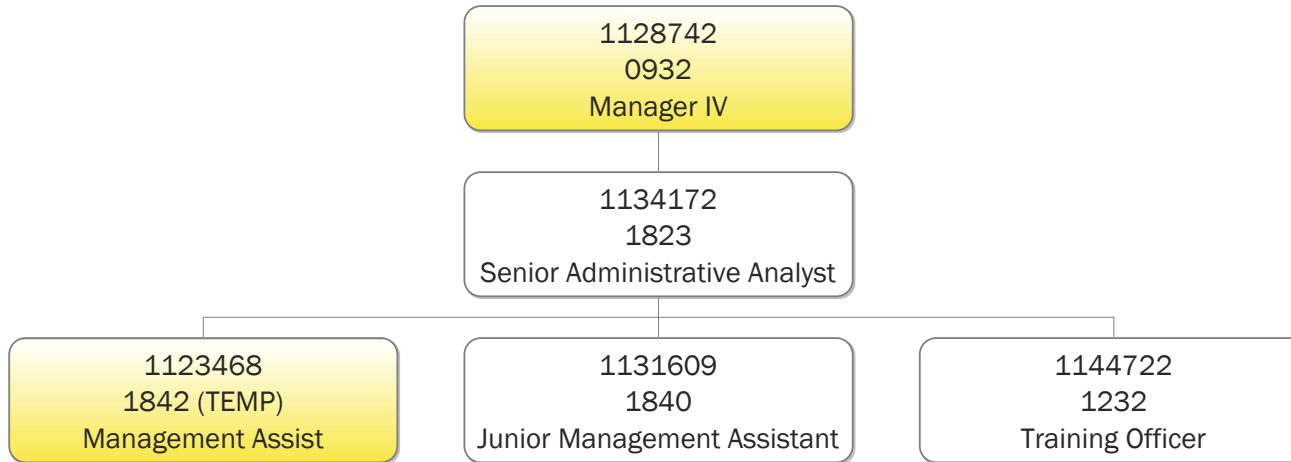 1128742
0932
Manager IV
1134172
1823
Senior Administrative Analyst
1123468
1842 (TEMP)
Management Assist
1131609
1840
Junior Management Assistant
1144722
1232
Training Officer